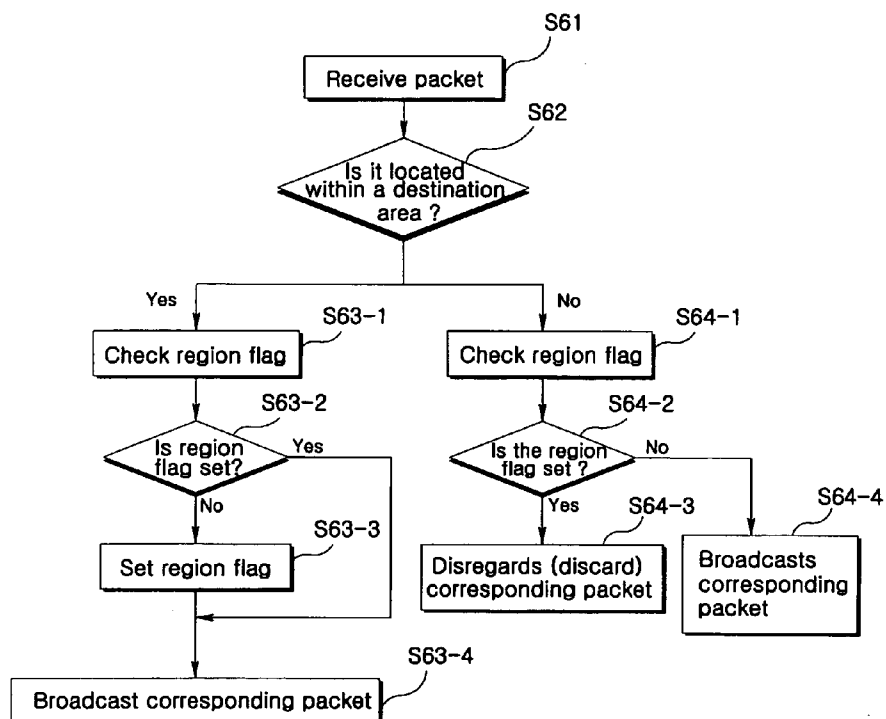 S61
Receive packet
S62
Is it located
within a destination
area ?
Yes
No
S63-1
S64-1
Check region flag
Check region flag
S63-2
S64-2
Is region
flag set?
Yes
Is the region
flag set ?
No
No
Yes
S63-3
S64-3
S64-4
Set region flag
Disregards (discard)
corresponding packet
Broadcasts
corresponding
packet
S63-4
Broadcast corresponding packet